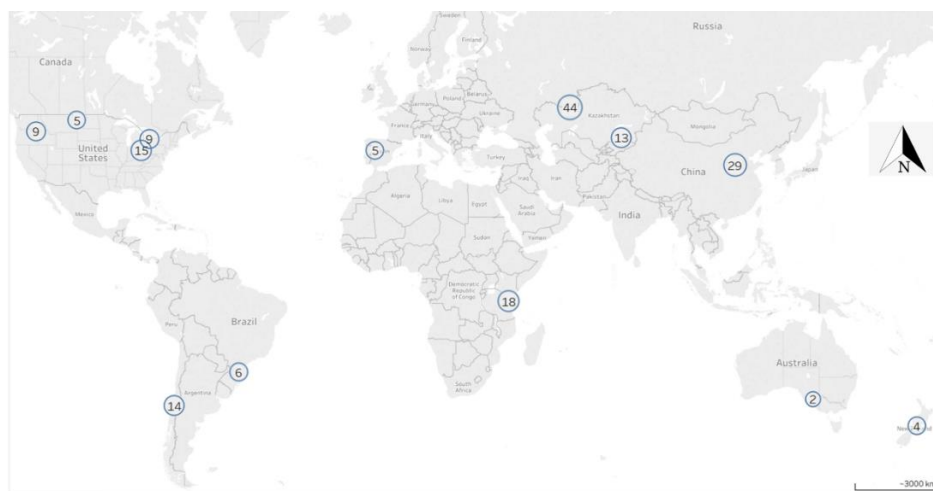 Sweden
Russia
Norway
Finland
Canada
Poland
Belarus
Ukraine
France
Italy
44
Kazakhstan
Mongolia
5
9
9
15
United
States
5
13
Turkey
China
29
Japan
N
Iraq
Iran
Pakistan
Algeria
Libya
Egypt
Saudi
Arabia
India
Mexico
Sudan
Yemen
Democratic
Republic
of Congo
18
Peru
Brazil
6
Argentina
14
South
Africa
Australia
2
4
~3000 km